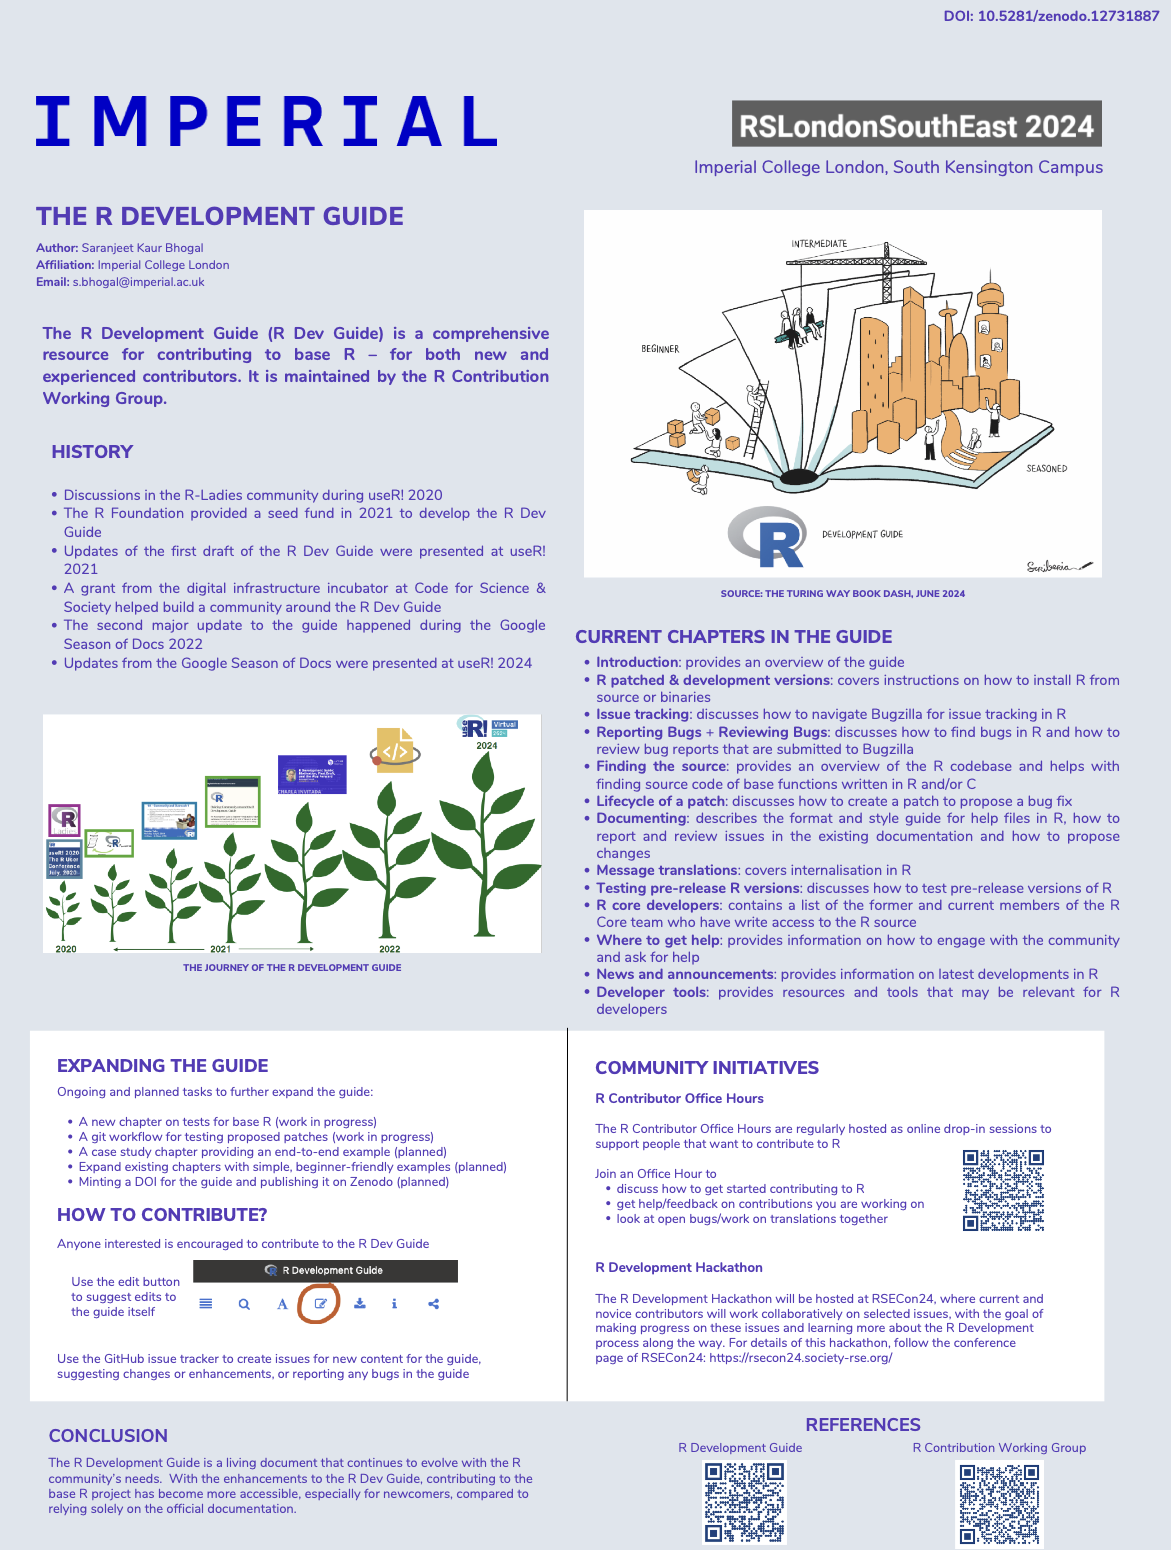 DOI: 10.5281/zenodo.12731887
IMPERIAL
RSLondonSouthEast 2024
Imperial College London, South Kensington Campus
THE R DEVELOPMENT GUIDE
Author: Saranjeet Kaur Bhogal
Affiliation: Imperial College London
Email: s.bhogal@imperial.ac.uk
The R Development Guide (R Dev Guide) is a comprehensive
resource for contributing to base R – for both new and
experienced contributors. It is maintained by the R Contribution
Working Group.
HISTORY
• Discussions in the R-Ladies community during useR! 2020
• The R Foundation provided a seed fund in 2021 to develop the R Dev
Guide
• Updates of the first draft of the R Dev Guide were presented at useR!
2021
• A grant from the digital infrastructure incubator at Code for Science &
Society helped build a community around the R Dev Guide
• The second major update to the guide happened during the Google
Season of Docs 2022
• Updates from the Google Season of Docs were presented at useR! 2024
useR! Virtual
2024
</>
R
Ladies
useR! 2020
The R User
Conference
July, 2020
2020
2021
2022
THE JOURNEY OF THE R DEVELOPMENT GUIDE
INTERMEDIATE
BEGINNER
SEASONED
R DEVELOPMENT GUIDE
Scriberia
SOURCE: THE TURING WAY BOOK DASH, JUNE 2024
CURRENT CHAPTERS IN THE GUIDE
• Introduction: provides an overview of the guide
• R patched & development versions: covers instructions on how to install R from
source or binaries
• Issue tracking: discusses how to navigate Bugzilla for issue tracking in R
• Reporting Bugs + Reviewing Bugs: discusses how to find bugs in R and how to
review bug reports that are submitted to Bugzilla
• Finding the source: provides an overview of the R codebase and helps with
finding source code of base functions written in R and/or C
• Lifecycle of a patch: discusses how to create a patch to propose a bug fix
• Documenting: describes the format and style guide for help files in R, how to
report and review issues in the existing documentation and how to propose
changes
• Message translations: covers internalisation in R
• Testing pre-release R versions: discusses how to test pre-release versions of R
• R core developers: contains a list of the former and current members of the R
Core team who have write access to the R source
• Where to get help: provides information on how to engage with the community
and ask for help
• News and announcements: provides information on latest developments in R
• Developer tools: provides resources and tools that may be relevant for R
developers
EXPANDING THE GUIDE
Ongoing and planned tasks to further expand the guide:
• A new chapter on tests for base R (work in progress)
• A git workflow for testing proposed patches (work in progress)
• A case study chapter providing an end-to-end example (planned)
• Expand existing chapters with simple, beginner-friendly examples (planned)
• Minting a DOI for the guide and publishing it on Zenodo (planned)
HOW TO CONTRIBUTE?
Anyone interested is encouraged to contribute to the R Dev Guide
Use the edit button
to suggest edits to
the guide itself
R Development Guide
A i
Use the GitHub issue tracker to create issues for new content for the guide,
suggesting changes or enhancements, or reporting any bugs in the guide
COMMUNITY INITIATIVES
R Contributor Office Hours
The R Contributor Office Hours are regularly hosted as online drop-in sessions to
support people that want to contribute to R
Join an Office Hour to
• discuss how to get started contributing to R
• get help/feedback on contributions you are working on
• look at open bugs/work on translations together
R Development Hackathon
The R Development Hackathon will be hosted at RSECon24, where current and
novice contributors will work collaboratively on selected issues, with the goal of
making progress on these issues and learning more about the R Development
process along the way. For details of this hackathon, follow the conference
page of RSECon24: https://rsecon24.society-rse.org/
CONCLUSION
The R Development Guide is a living document that continues to evolve with the R
community's needs. With the enhancements to the R Dev Guide, contributing to the
base R project has become more accessible, especially for newcomers, compared to
relying solely on the official documentation.
REFERENCES
R Development Guide
R Contribution Working Group